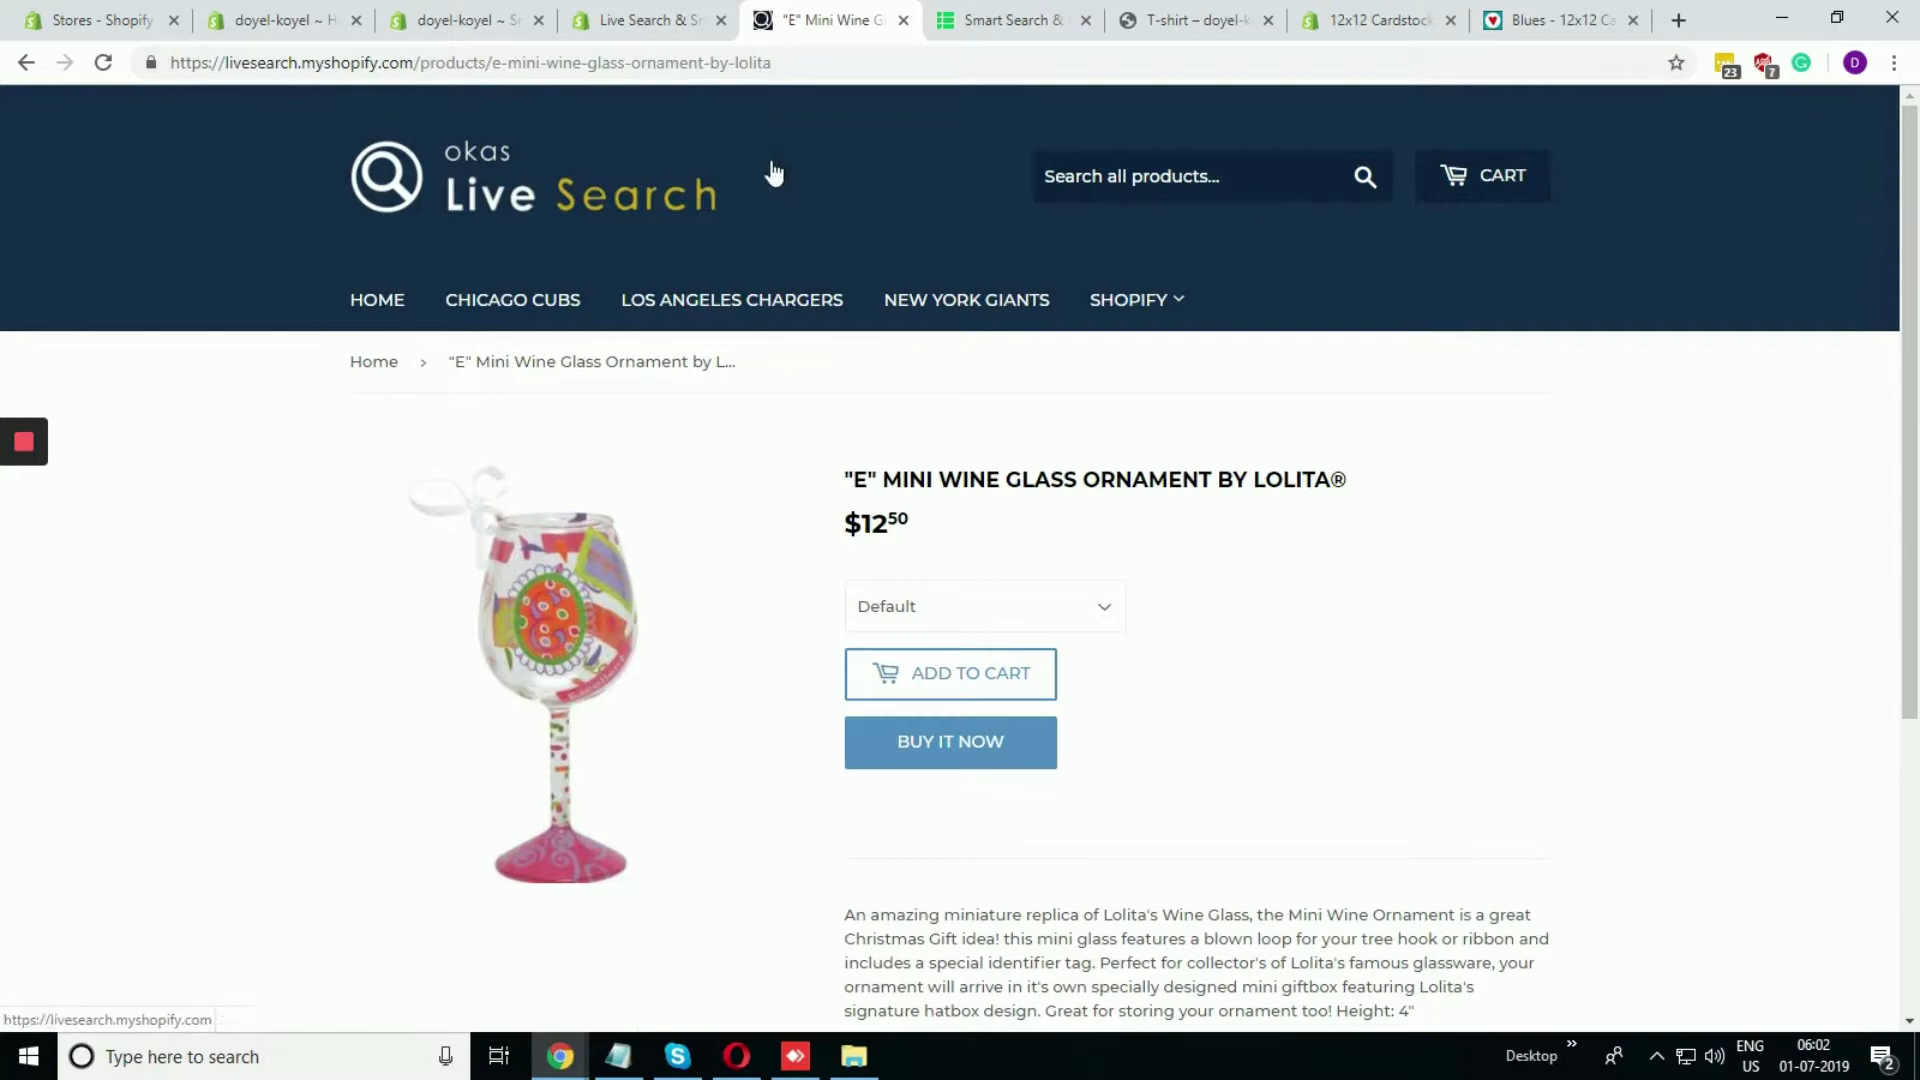 Stores - Shopify
doyel-koyel ~ H
doyel-koyel ~ Sr
Live Search & Sr
"E" Mini Wine G
Smart Search &
T-shirt – doyel-k
12x12 Cardstock
Blues - 12x12 Ca
https://livesearch.myshopify.com/products/e-mini-wine-glass-ornament-by-lolita
23
7
D
okas
Live Search
Search all products...
CART
HOME
CHICAGO CUBS
LOS ANGELES CHARGERS
NEW YORK GIANTS
SHOPIFY
Home › "E" Mini Wine Glass Ornament by L...
"E" MINI WINE GLASS ORNAMENT BY LOLITA®
$12 50
Default
ADD TO CART
BUY IT NOW
An amazing miniature replica of Lolita's Wine Glass, the Mini Wine Ornament is a great
Christmas Gift idea! this mini glass features a blown loop for your tree hook or ribbon and
includes a special identifier tag. Perfect for collector's of Lolita's famous glassware, your
ornament will arrive in it's own specially designed mini giftbox featuring Lolita's
signature hatbox design. Great for storing your ornament too! Height: 4"
https://livesearch.myshopify.com
Type here to search
Desktop
ENG
US
06:02
01-07-2019
2